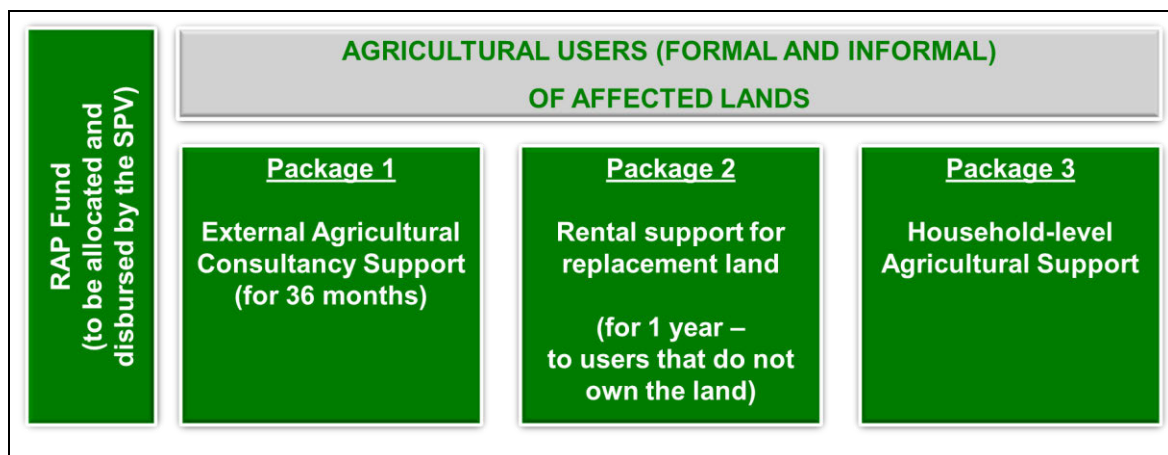 RAP Fund
(to be allocated and
disbursed by the SPV)
AGRICULTURAL USERS (FORMAL AND INFORMAL)
OF AFFECTED LANDS
Package 1
External Agricultural
Consultancy Support
(for 36 months)
Package 2
Rental support for
replacement land
(for 1 year –
to users that do not
own the land)
Package 3
Household-level
Agricultural Support